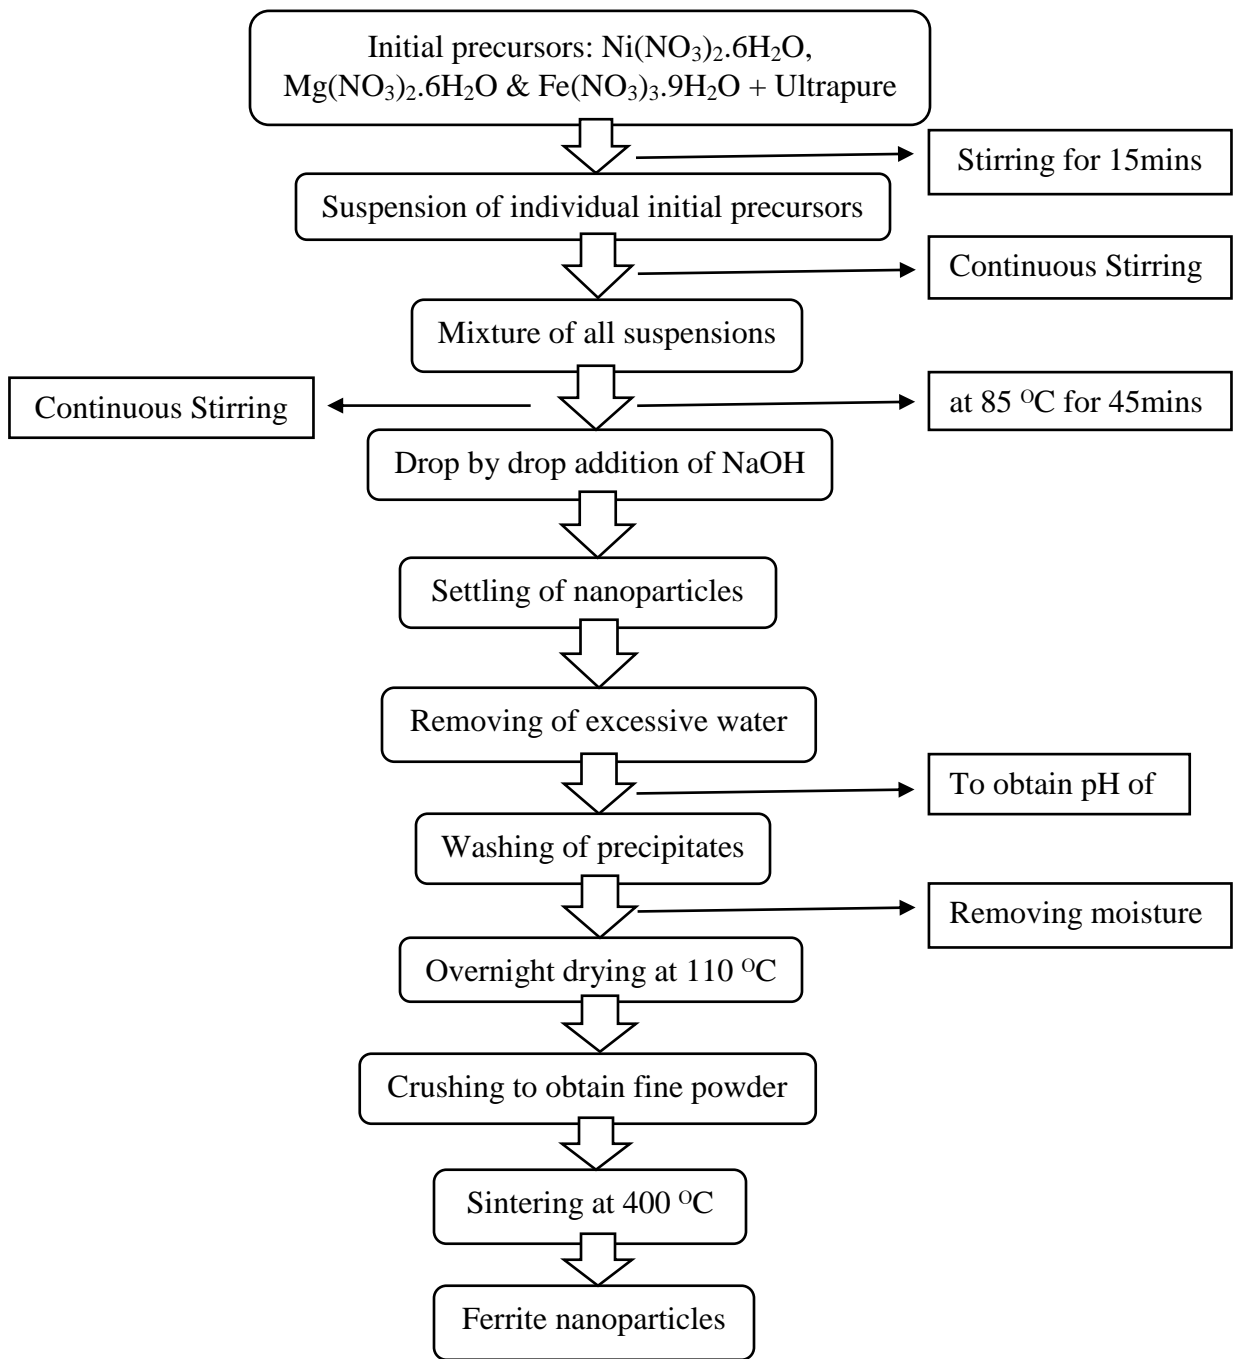 Initial precursors: Ni(NO₃)₂.6H₂O,
Mg(NO₃)₂.6H₂O & Fe(NO₃)₃.9H₂O + Ultrapure
Stirring for 15mins
Suspension of individual initial precursors
Continuous Stirring
Mixture of all suspensions
Continuous Stirring
at 85 ᴼC for 45mins
Drop by drop addition of NaOH
Settling of nanoparticles
Removing of excessive water
To obtain pH of
Washing of precipitates
Removing moisture
Overnight drying at 110 ᴼC
Crushing to obtain fine powder
Sintering at 400 ᴼC
Ferrite nanoparticles